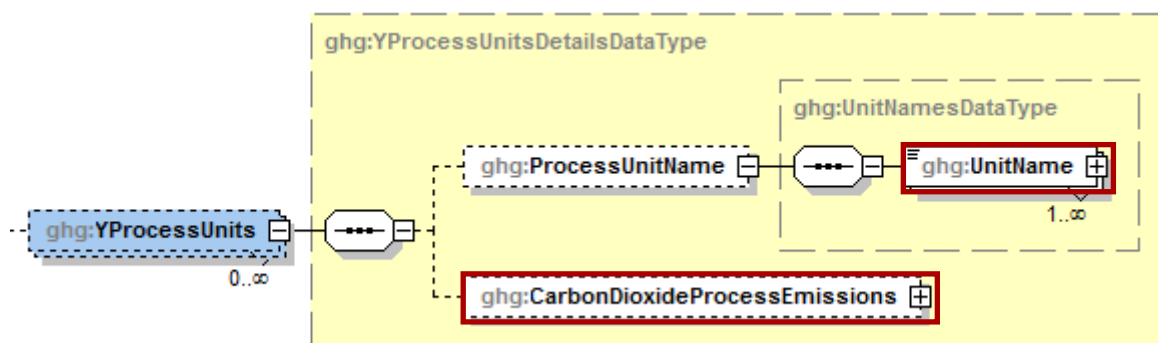 ghg:YProcessUnitsDetailsDataType
ghg:UnitNamesDataType
ghg:ProcessUnitName
ghg:UnitName
1..∞
ghg:YProcessUnits
0..∞
ghg:CarbonDioxideProcessEmissions